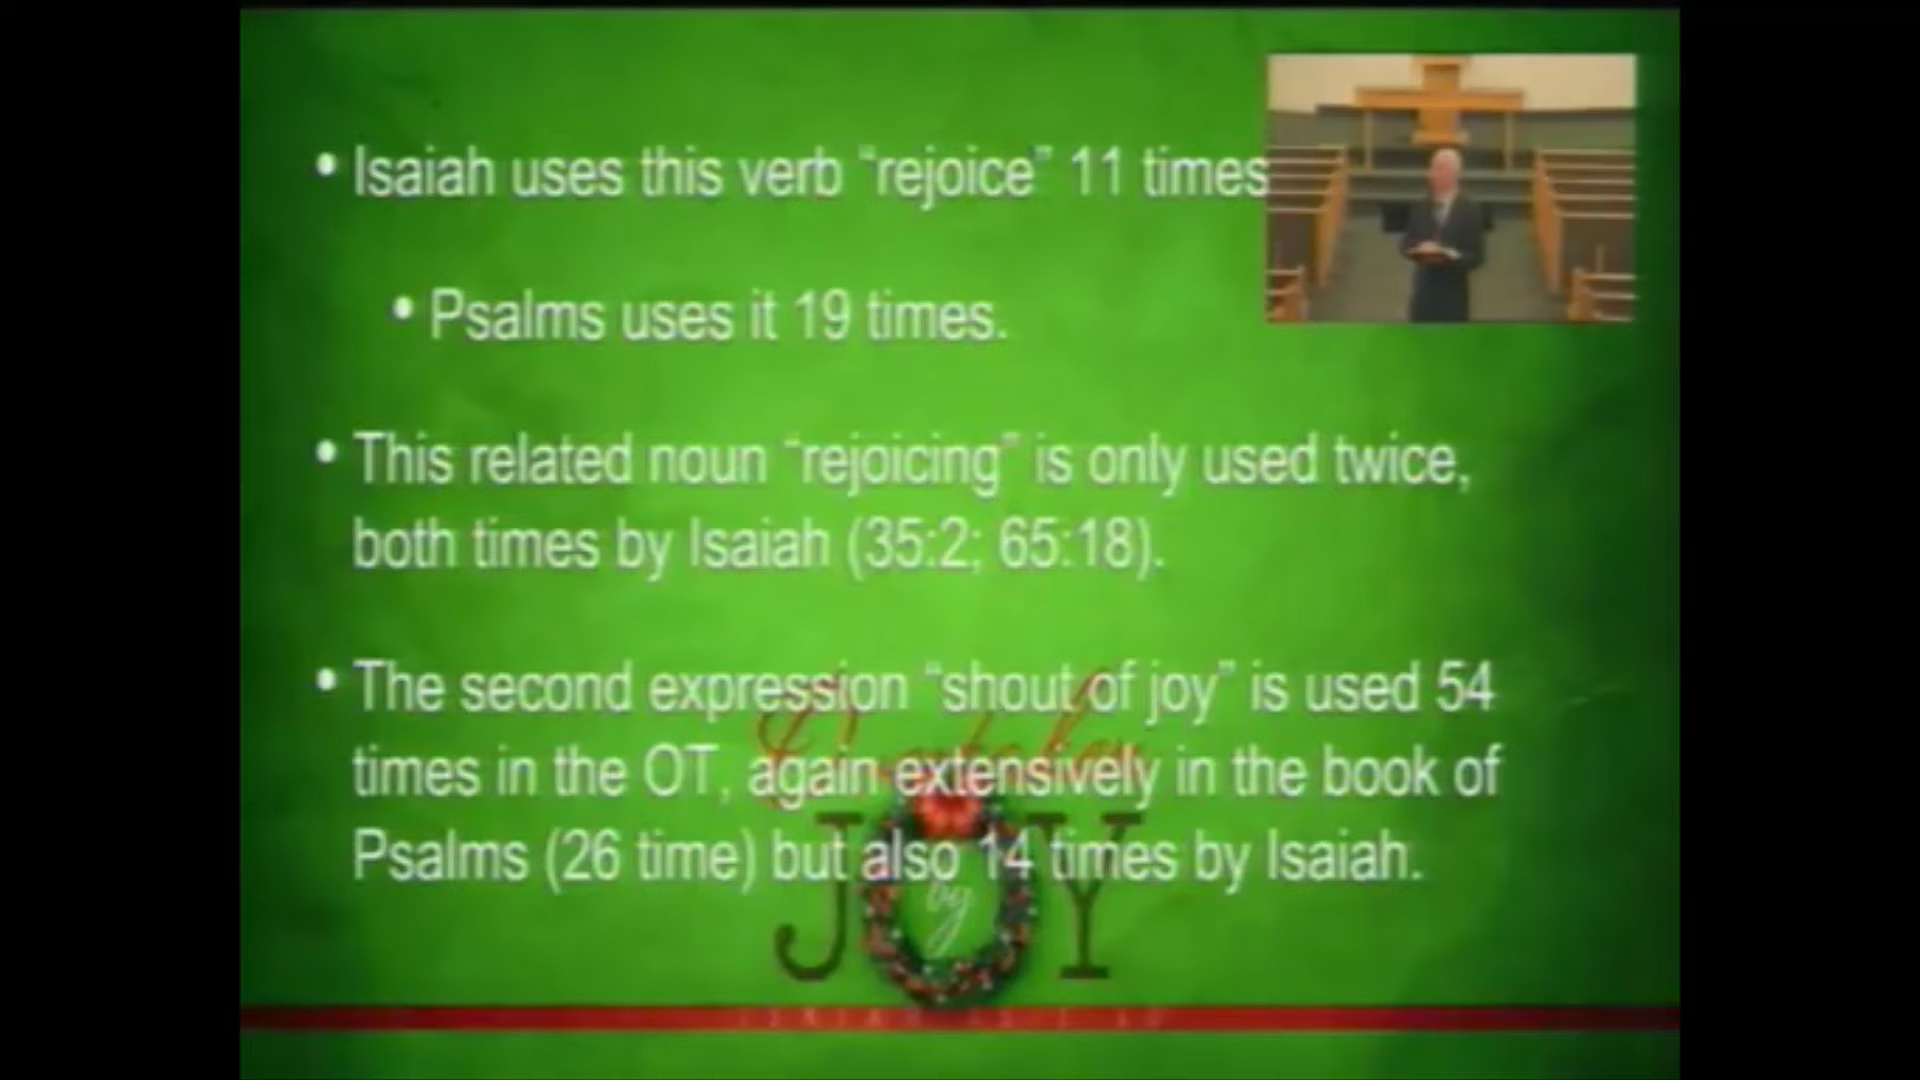 • Isaiah uses this verb “rejoice” 11 times
• Psalms uses it 19 times.
• This related noun “rejoicing” is only used twice,
both times by Isaiah (35:2; 65:18).
• The second expression “shout of joy” is used 54
times in the OT, again extensively in the book of
Psalms (26 time) but also 14 times by Isaiah.
JOY
by